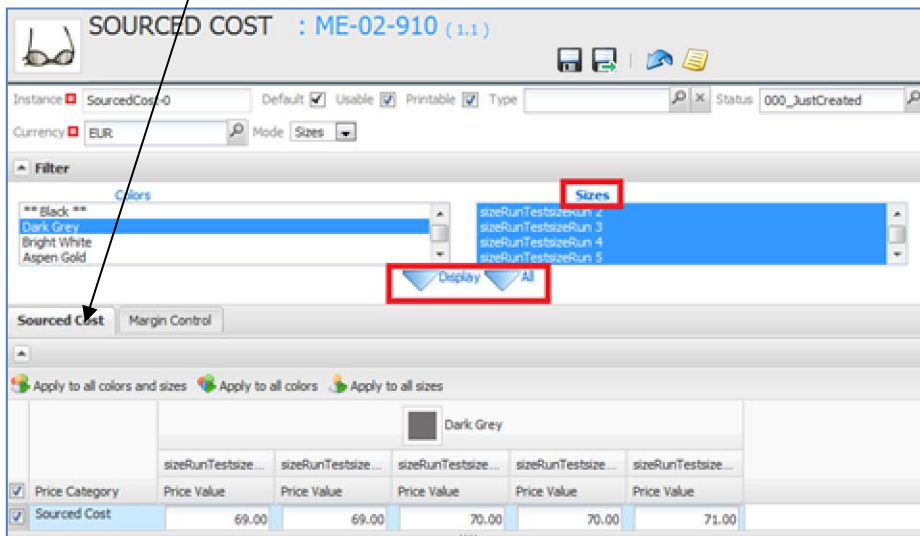 SOURCED COST : ME-02-910 (1.1)
Instance SourcedCost-0 Default Usable Printable Type Status 000_JustCreated
Currency EUR Mode Sizes
Filter
Colors Sizes
** Black ** sizeRunTestsizeRun 2
Dark Grey sizeRunTestsizeRun 3
Bright White sizeRunTestsizeRun 4
Aspen Gold sizeRunTestsizeRun 5
Display All
Sourced Cost Margin Control
Apply to all colors and sizes Apply to all colors Apply to all sizes
Dark Grey
sizeRunTestsize... sizeRunTestsize... sizeRunTestsize... sizeRunTestsize... sizeRunTestsize...
Price Category Price Value Price Value Price Value Price Value Price Value
Sourced Cost 69.00 69.00 70.00 70.00 71.00